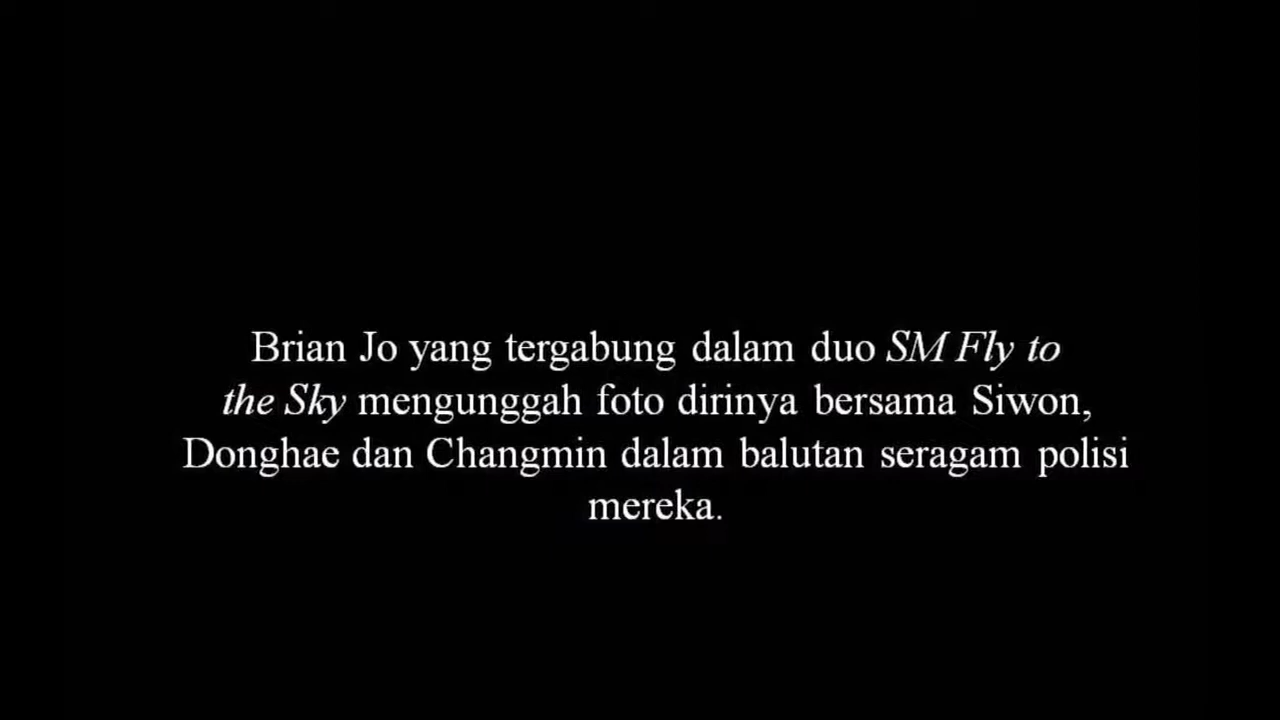 Brian Jo yang tergabung dalam duo SM Fly to
the Sky mengunggah foto dirinya bersama Siwon,
Donghae dan Changmin dalam balutan seragam polisi
mereka.